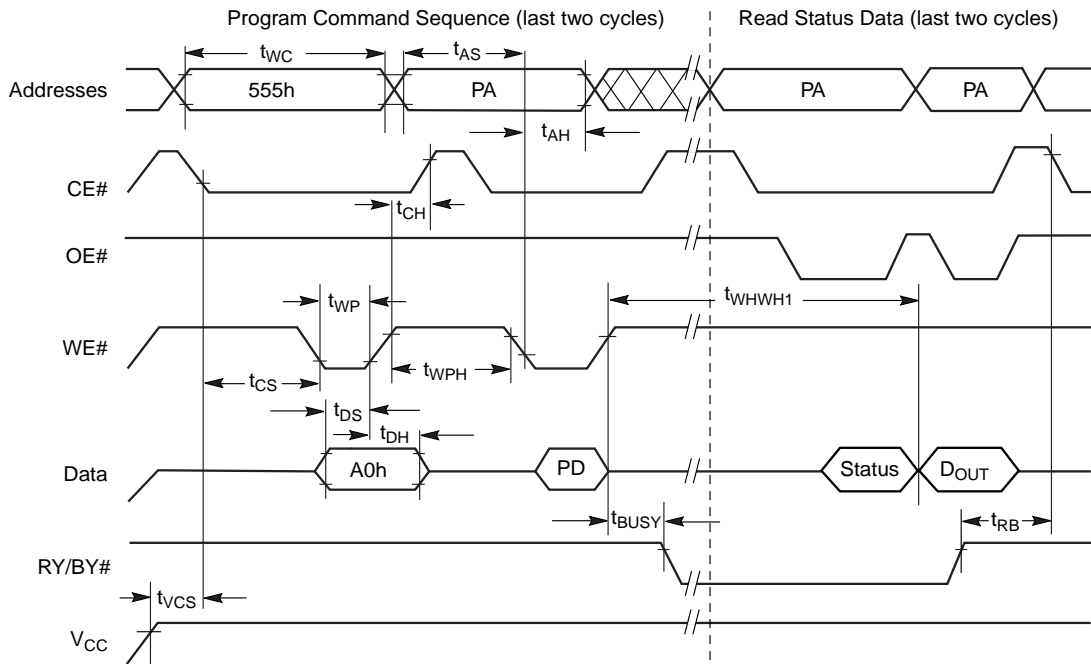 Program Command Sequence (last two cycles) Read Status Data (last two cycles)
tWC tAS
Addresses 555h PA PA PA
tAH
CE#
tCH
OE#
tWP tWHWH1
WE#
tCS tWPH
tDS
tDH
Data A0h PD Status DOUT
tBUSY tRB
RY/BY#
tVCS
VCC